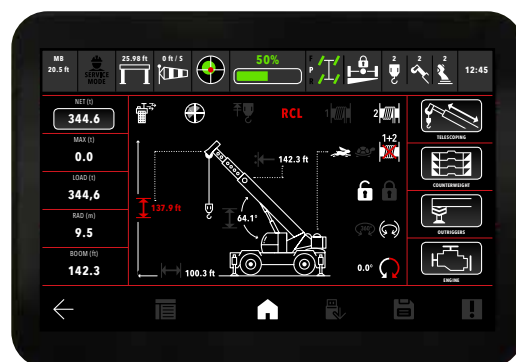 MB
20.5 ft
SERVICE
MODE
25.98 ft
0 ft / S
50%
P
R
2
2
2
12:45
NET (t)
344.6
MAX (t)
0.0
LOAD (t)
344,6
RAD (m)
9.5
BOOM (ft)
142.3
RCL
1
2
1+2
142.3 ft
137.9 ft
64.1°
360°
100.3 ft
0.0°
TELESCOPING
COUNTERWEIGHT
OUTRIGGERS
ENGINE